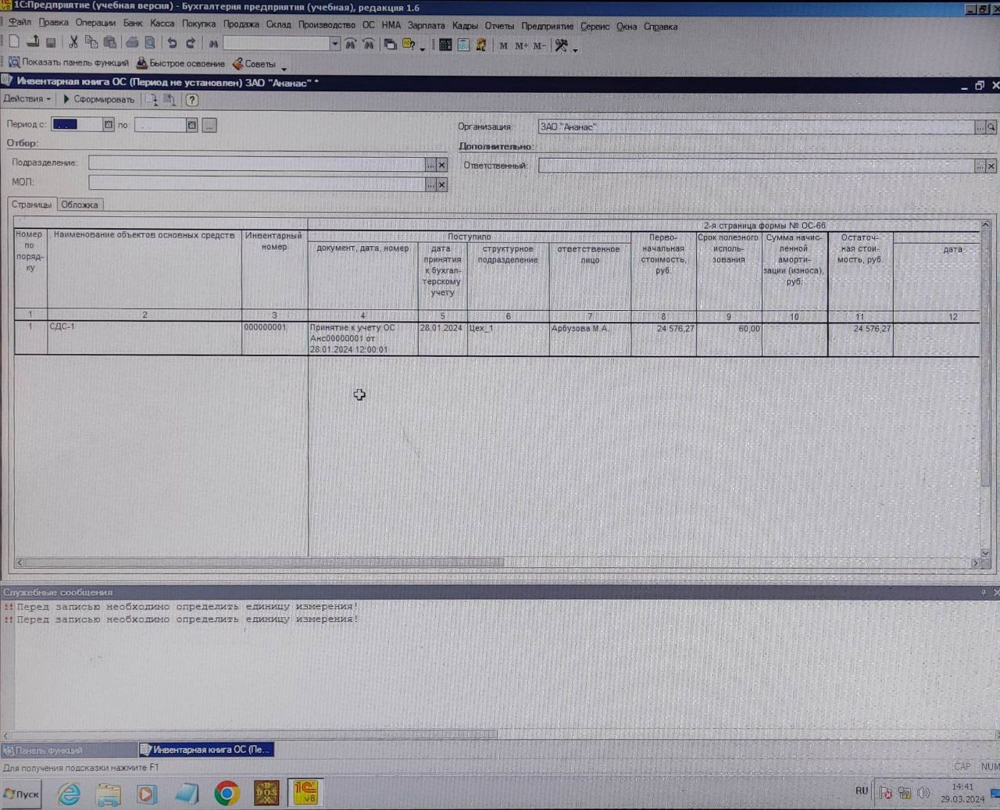 1С:Предприятие (учебная версия) - Бухгалтерия предприятия (учебная), редакция 1.6
Файл Правка Операции Банк Касса Покупка Продажа Склад Производство ОС НМА Зарплата Кадры Отчеты Предприятие Сервис Окна Справка
M M+ M-
Показать панель функций Быстрое освоение Советы
Инвентарная книга ОС (Период не установлен) ЗАО "Ананас" *
Действия Сформировать
Период с: . . по: . . ...
Организация: ЗАО "Ананас"
Отбор:
Дополнительно:
Подразделение:
Ответственный:
МОЛ:
Страницы Обложка
2-я страница формы № ОС-6б
Номер по поряд-ку
Наименование объектов основных средств
Инвентарный номер
Поступило
документ, дата, номер
дата принятия к бухгал-терскому учету
структурное подразделение
ответственное лицо
Перво-начальная стоимость, руб.
Срок полезного исполь-зования
Сумма начис-ленной аморти-зации (износа), руб.
Остаточ-ная стои-мость, руб.
дата
1 2 3 4 5 6 7 8 9 10 11 12
1 СДС-1 000000001 Принятие к учету ОС 28.01.2024 Цех_1 Арбузова М.А. 24 576,27 60,00 24 576,27
Анс00000001 от
28.01.2024 12:00:01
Служебные сообщения
!! Перед записью необходимо определить единицу измерения!
!! Перед записью необходимо определить единицу измерения!
Панель функций Инвентарная книга ОС (Пе...
Для получения подсказки нажмите F1
CAP NUM
Пуск
DOS
1С
v8
RU
14:41
29.03.2024